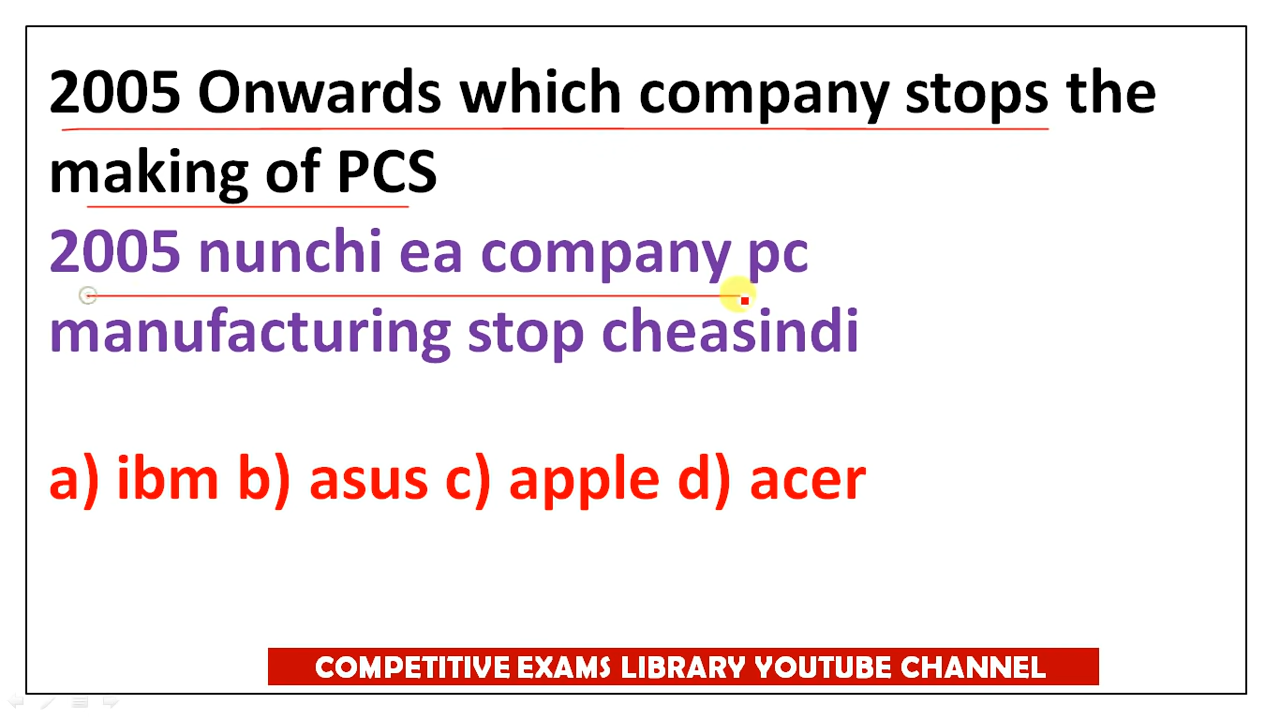 2005 Onwards which company stops the
making of PCS
2005 nunchi ea company pc
manufacturing stop cheasindi
a) ibm b) asus c) apple d) acer
COMPETITIVE EXAMS LIBRARY YOUTUBE CHANNEL